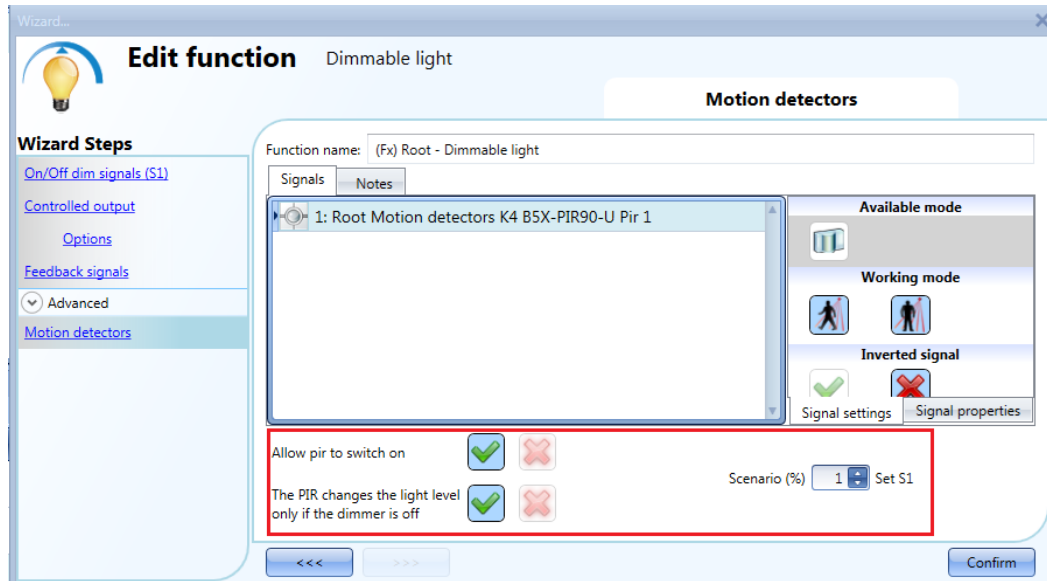 Wizard...
Edit function Dimmable light
Motion detectors
Wizard Steps
On/Off dim signals (S1)
Controlled output
Options
Feedback signals
Advanced
Motion detectors
Function name: (Fx) Root - Dimmable light
Signals Notes
1: Root Motion detectors K4 B5X-PIR90-U Pir 1
Available mode
Working mode
Inverted signal
Signal settings Signal properties
Allow pir to switch on
The PIR changes the light level
only if the dimmer is off
Scenario (%) 1 Set S1
<<< >>> Confirm